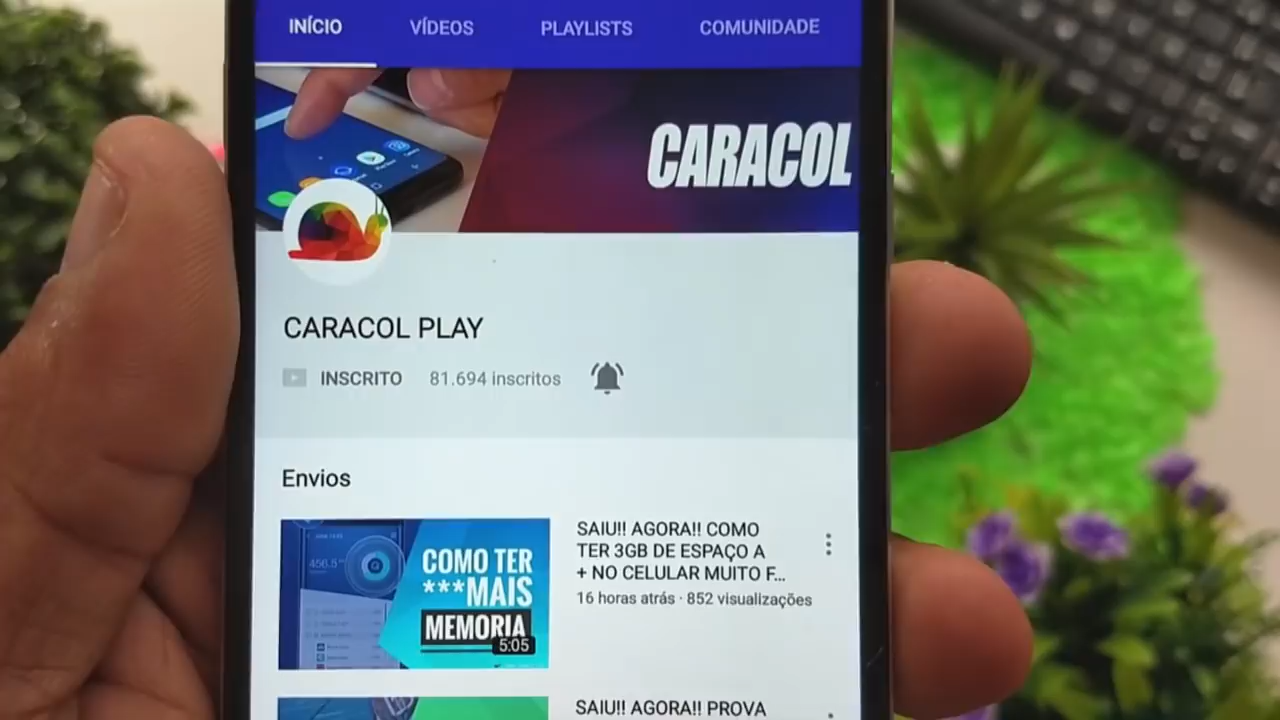 INÍCIO VÍDEOS PLAYLISTS COMUNIDADE
CARACOL
CARACOL PLAY
INSCRITO 81.694 inscritos
Envios
COMO TER
***MAIS
MEMORIA
5:05
SAIU!! AGORA!! COMO
TER 3GB DE ESPAÇO A
+ NO CELULAR MUITO F...
16 horas atrás · 852 visualizações
SAIU!! AGORA!! PROVA